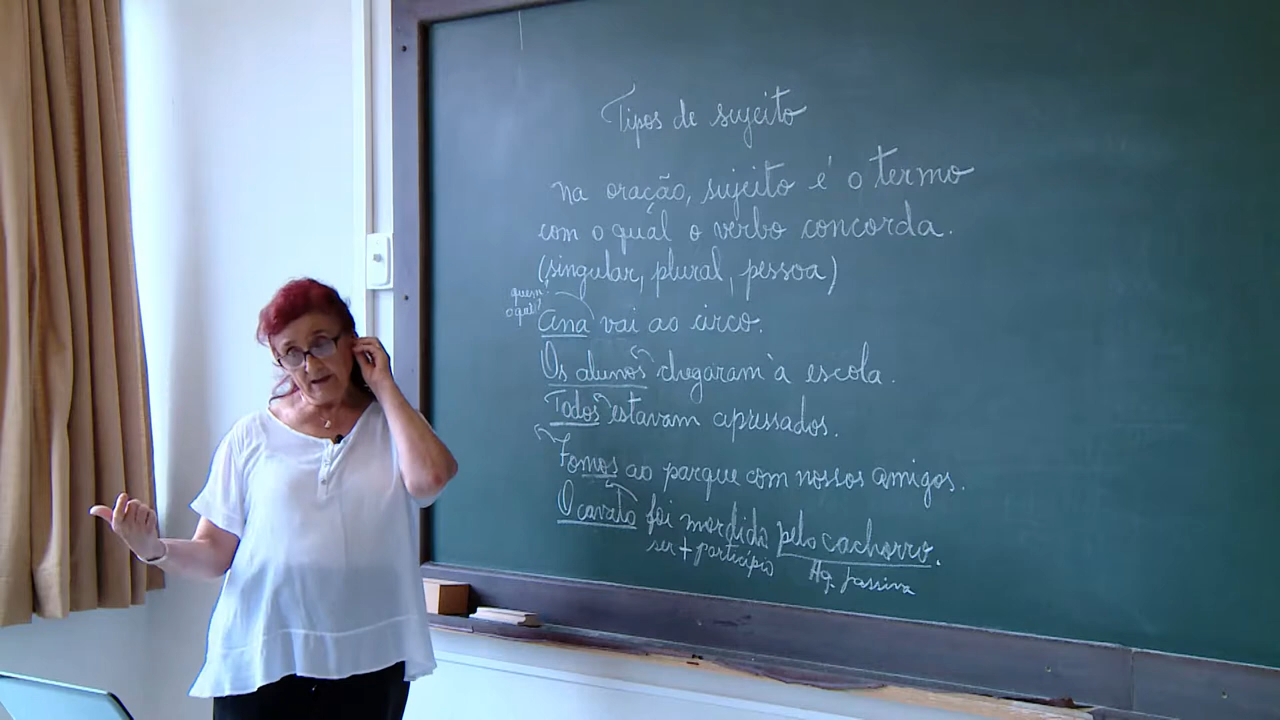 Tipos de sujeito
Na oração, sujeito é o termo
com o qual o verbo concorda.
(singular, plural, pessoa)
quem?
o quê?
Ana vai ao circo.
Os alunos chegaram à escola.
Todos estavam apressados.
Fomos ao parque com nossos amigos.
O cavalo foi mordido pelo cachorro.
ser + particípio
Ag. passiva